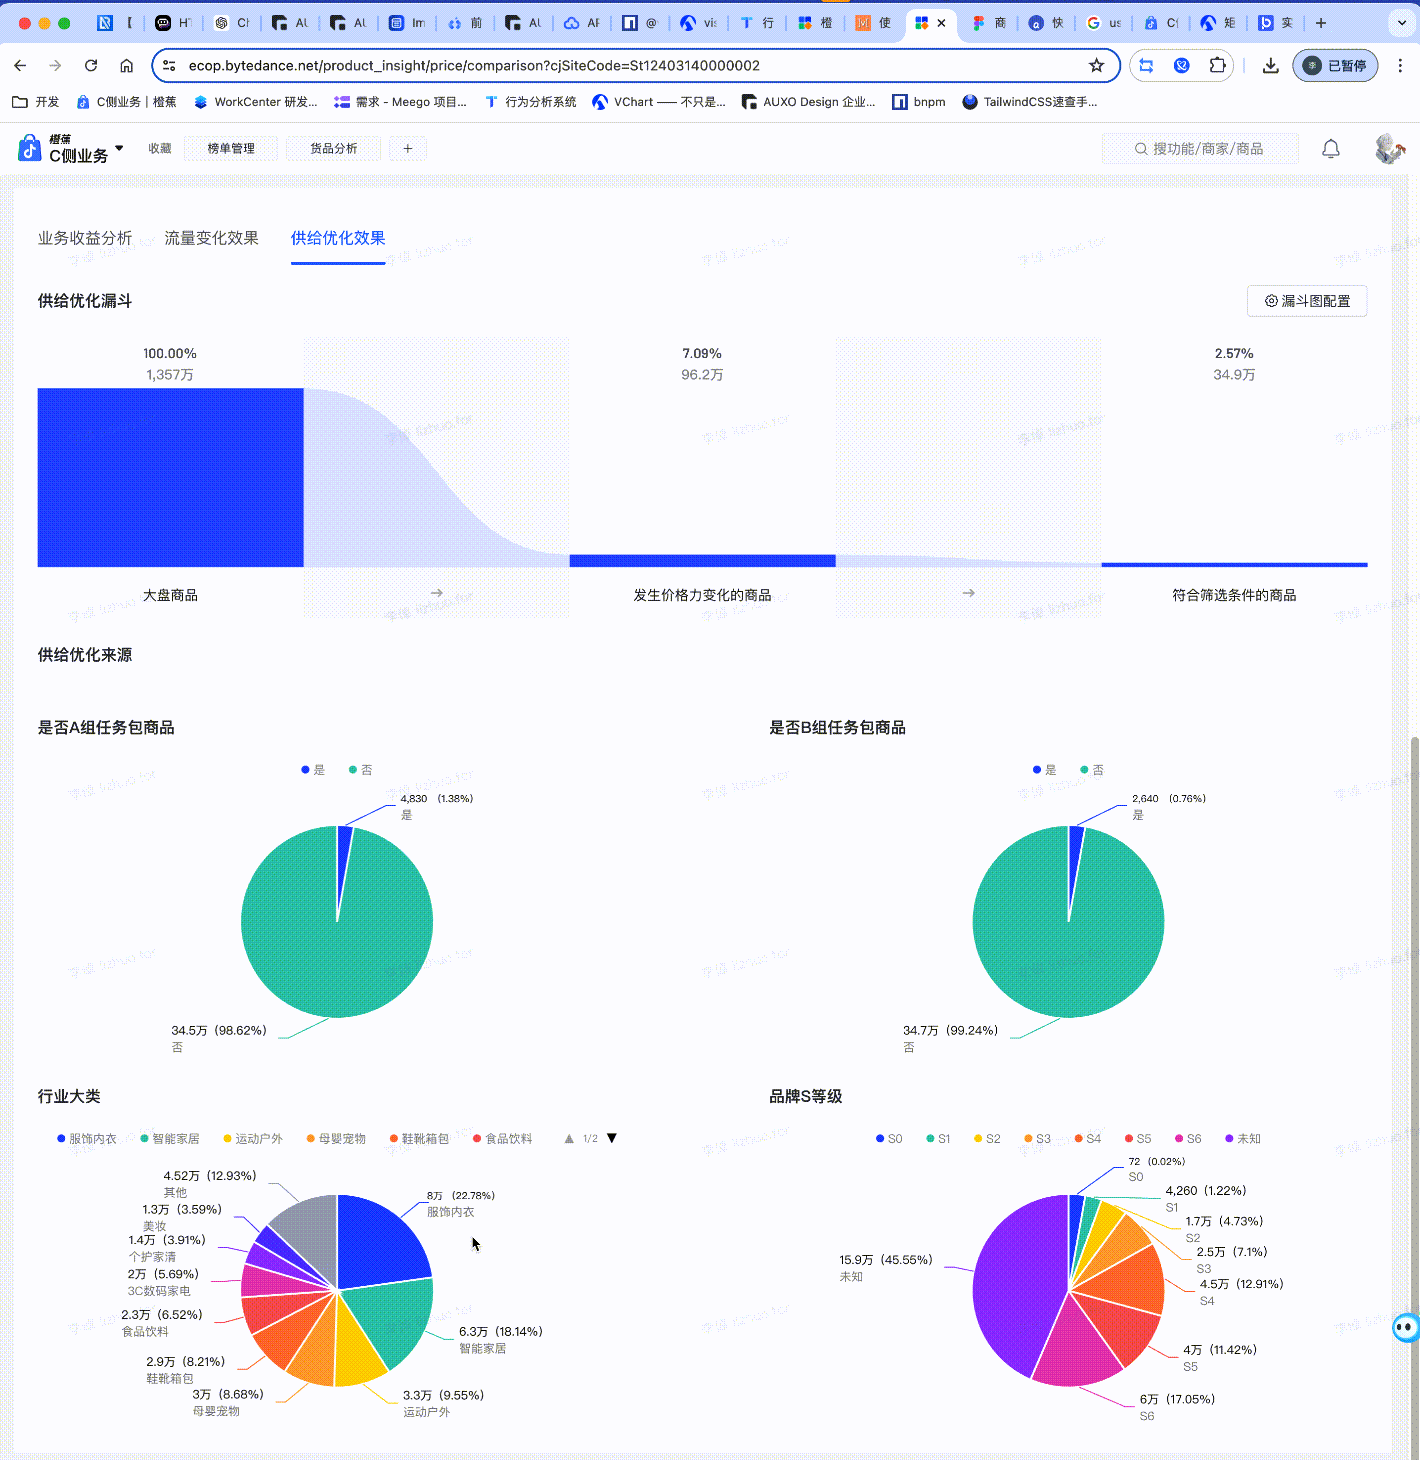 【
H
Ch
AU
AU
Im
前
AU
AF
@
vis
行
橙
使
商
快
us
Cf
矩
实
ecop.bytedance.net/product_insight/price/comparison?cjSiteCode=St12403140000002
已暂停
开发
C侧业务 | 橙蕉
WorkCenter 研发...
需求 - Meego 项目...
行为分析系统
VChart —— 不只是...
AUXO Design 企业...
bnpm
TailwindCSS速查手...
橙蕉
C侧业务
收藏
榜单管理
货品分析
+
搜功能/商家/商品
业务收益分析
流量变化效果
供给优化效果
供给优化漏斗
漏斗图配置
100.00%
7.09%
2.57%
1,357万
96.2万
34.9万
大盘商品
→
发生价格力变化的商品
→
符合筛选条件的商品
供给优化来源
是否A组任务包商品
是否B组任务包商品
是
否
是
否
4,830 (1.38%)
是
34.5万 (98.62%)
否
2,640 (0.76%)
是
34.7万 (99.24%)
否
行业大类
品牌S等级
服饰内衣
智能家居
运动户外
母婴宠物
鞋靴箱包
食品饮料
1/2
S0
S1
S2
S3
S4
S5
S6
未知
4.52万 (12.93%)
其他
1.3万 (3.59%)
美妆
1.4万 (3.91%)
个护家清
2万 (5.69%)
3C数码家电
2.3万 (6.52%)
食品饮料
2.9万 (8.21%)
鞋靴箱包
3万 (8.68%)
母婴宠物
8万 (22.78%)
服饰内衣
6.3万 (18.14%)
智能家居
3.3万 (9.55%)
运动户外
72 (0.02%)
S0
4,260 (1.22%)
S1
1.7万 (4.73%)
S2
2.5万 (7.1%)
S3
4.5万 (12.91%)
S4
4万 (11.42%)
S5
6万 (17.05%)
S6
15.9万 (45.55%)
未知